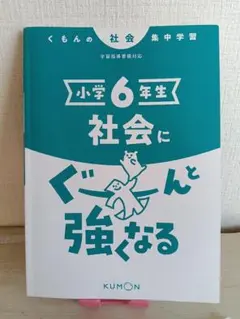 くもんの 社会 集中学習
学習指導要領対応
小学6年生
社会に
ぐーんと
強くなる
KUMON